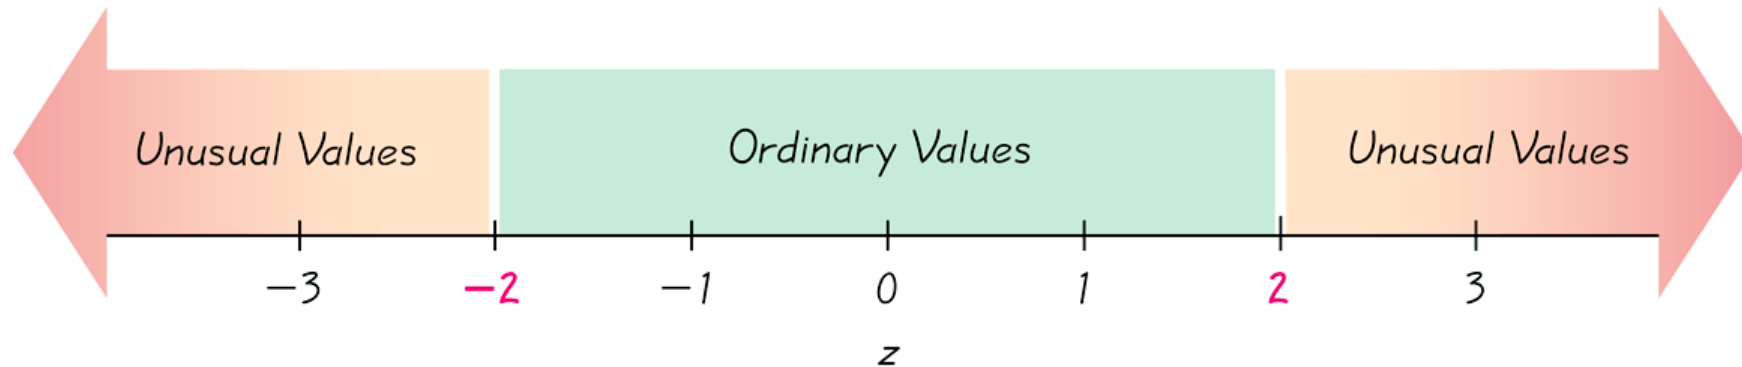 Unusual Values Ordinary Values Unusual Values
−3 −2 −1 0 1 2 3
z